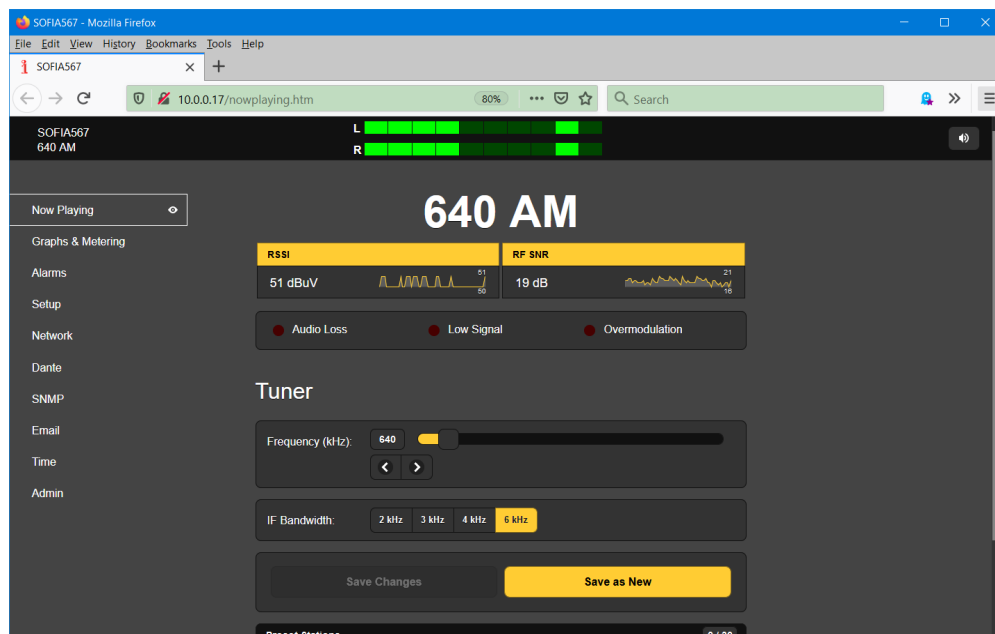 SOFIA567 - Mozilla Firefox
File Edit View History Bookmarks Tools Help
SOFIA567
10.0.0.17/nowplaying.htm 80% Search
SOFIA567
640 AM
L
R
Now Playing
Graphs & Metering
Alarms
Setup
Network
Dante
SNMP
Email
Time
Admin
640 AM
RSSI RF SNR
51 dBuV 51 50 19 dB 21 16
Audio Loss Low Signal Overmodulation
Tuner
Frequency (kHz): 640
IF Bandwidth: 2 kHz 3 kHz 4 kHz 6 kHz
Save Changes Save as New
Preset Stations